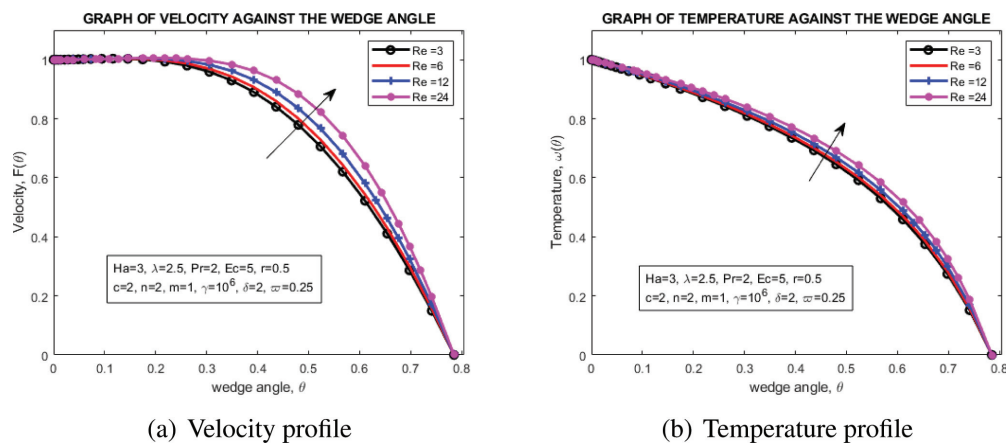 GRAPH OF VELOCITY AGAINST THE WEDGE ANGLE
Re =3
Re =6
Re =12
Re =24
1
0.8
0.6
0.4
0.2
0
Velocity, F(θ)
Ha=3, λ=2.5, Pr=2, Ec=5, r=0.5
c=2, n=2, m=1, γ=10⁶, δ=2, ϖ=0.25
0 0.1 0.2 0.3 0.4 0.5 0.6 0.7 0.8
wedge angle, θ
(a) Velocity profile
GRAPH OF TEMPERATURE AGAINST THE WEDGE ANGLE
Re =3
Re =6
Re =12
Re =24
1
0.8
0.6
0.4
0.2
0
Temperature, ω(θ)
Ha=3, λ=2.5, Pr=2, Ec=5, r=0.5
c=2, n=2, m=1, γ=10⁶, δ=2, ϖ=0.25
0 0.1 0.2 0.3 0.4 0.5 0.6 0.7 0.8
wedge angle, θ
(b) Temperature profile